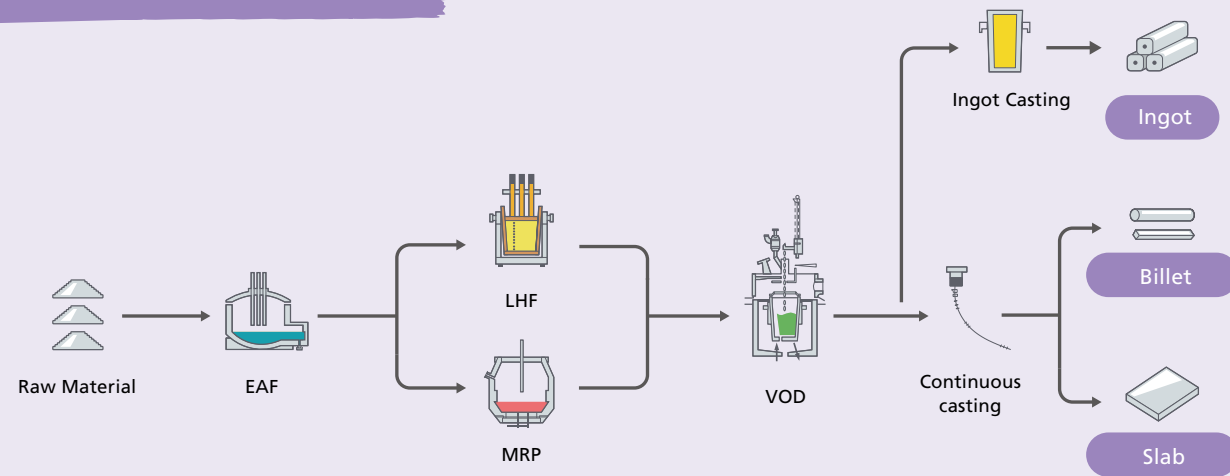 Ingot Casting
Ingot
LHF
Billet
Raw Material
EAF
VOD
Continuous
casting
MRP
Slab